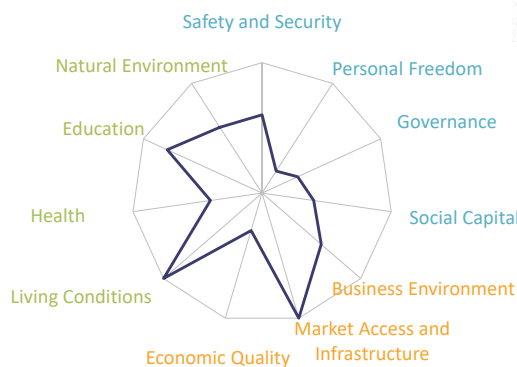 Safety and Security
Natural Environment
Personal Freedom
Education
Governance
Health
Social Capital
Living Conditions
Business Environment
Market Access and
Infrastructure
Economic Quality